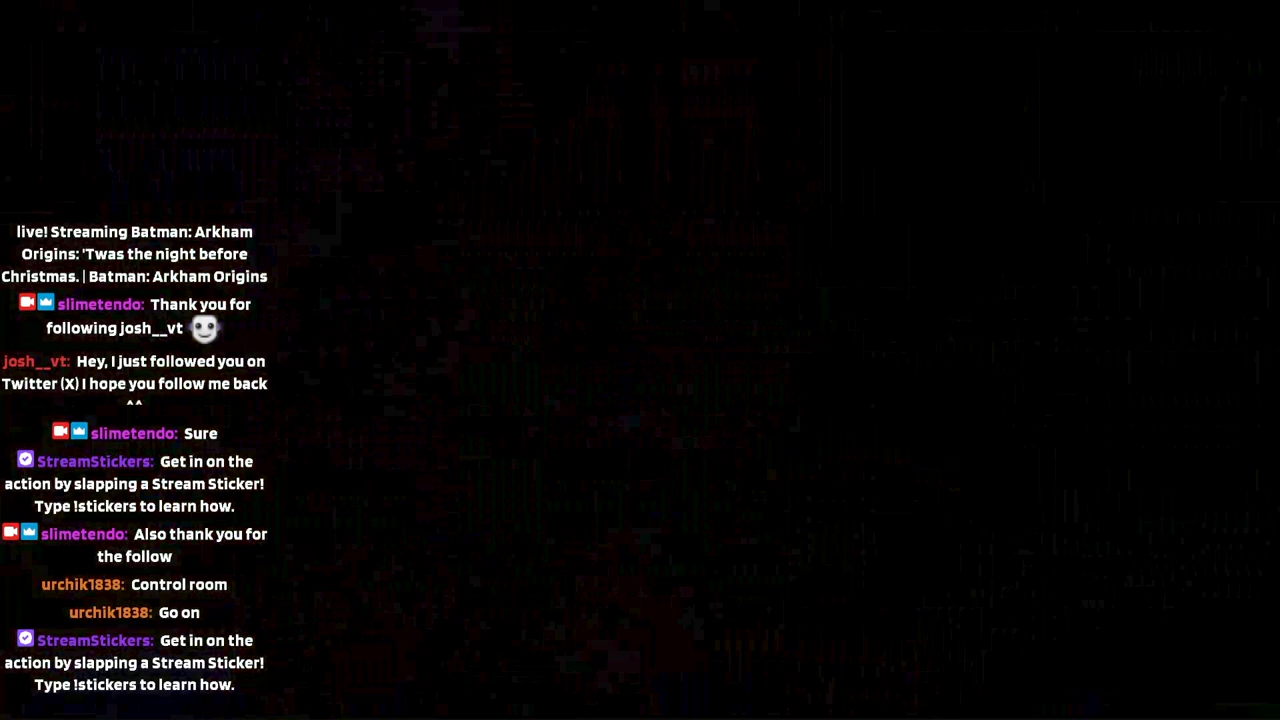 live! Streaming Batman: Arkham
Origins: 'Twas the night before
Christmas. | Batman: Arkham Origins
slimetendo: Thank you for
following josh__vt
josh__vt: Hey, I just followed you on
Twitter (X) I hope you follow me back
^^
slimetendo: Sure
StreamStickers: Get in on the
action by slapping a Stream Sticker!
Type !stickers to learn how.
slimetendo: Also thank you for
the follow
urchik1838: Control room
urchik1838: Go on
StreamStickers: Get in on the
action by slapping a Stream Sticker!
Type !stickers to learn how.